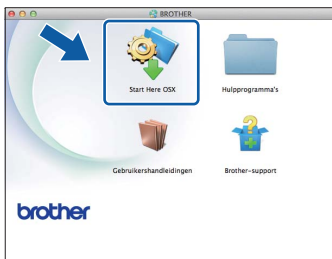 BROTHER
Start Here OSX
Hulpprogramma's
Gebruikershandleidingen
Brother-support
brother